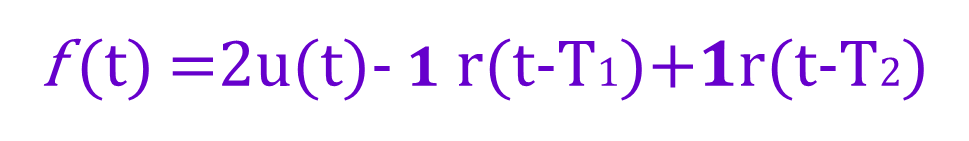 f(t) =2u(t)- 1 r(t-T₁)+1r(t-T₂)